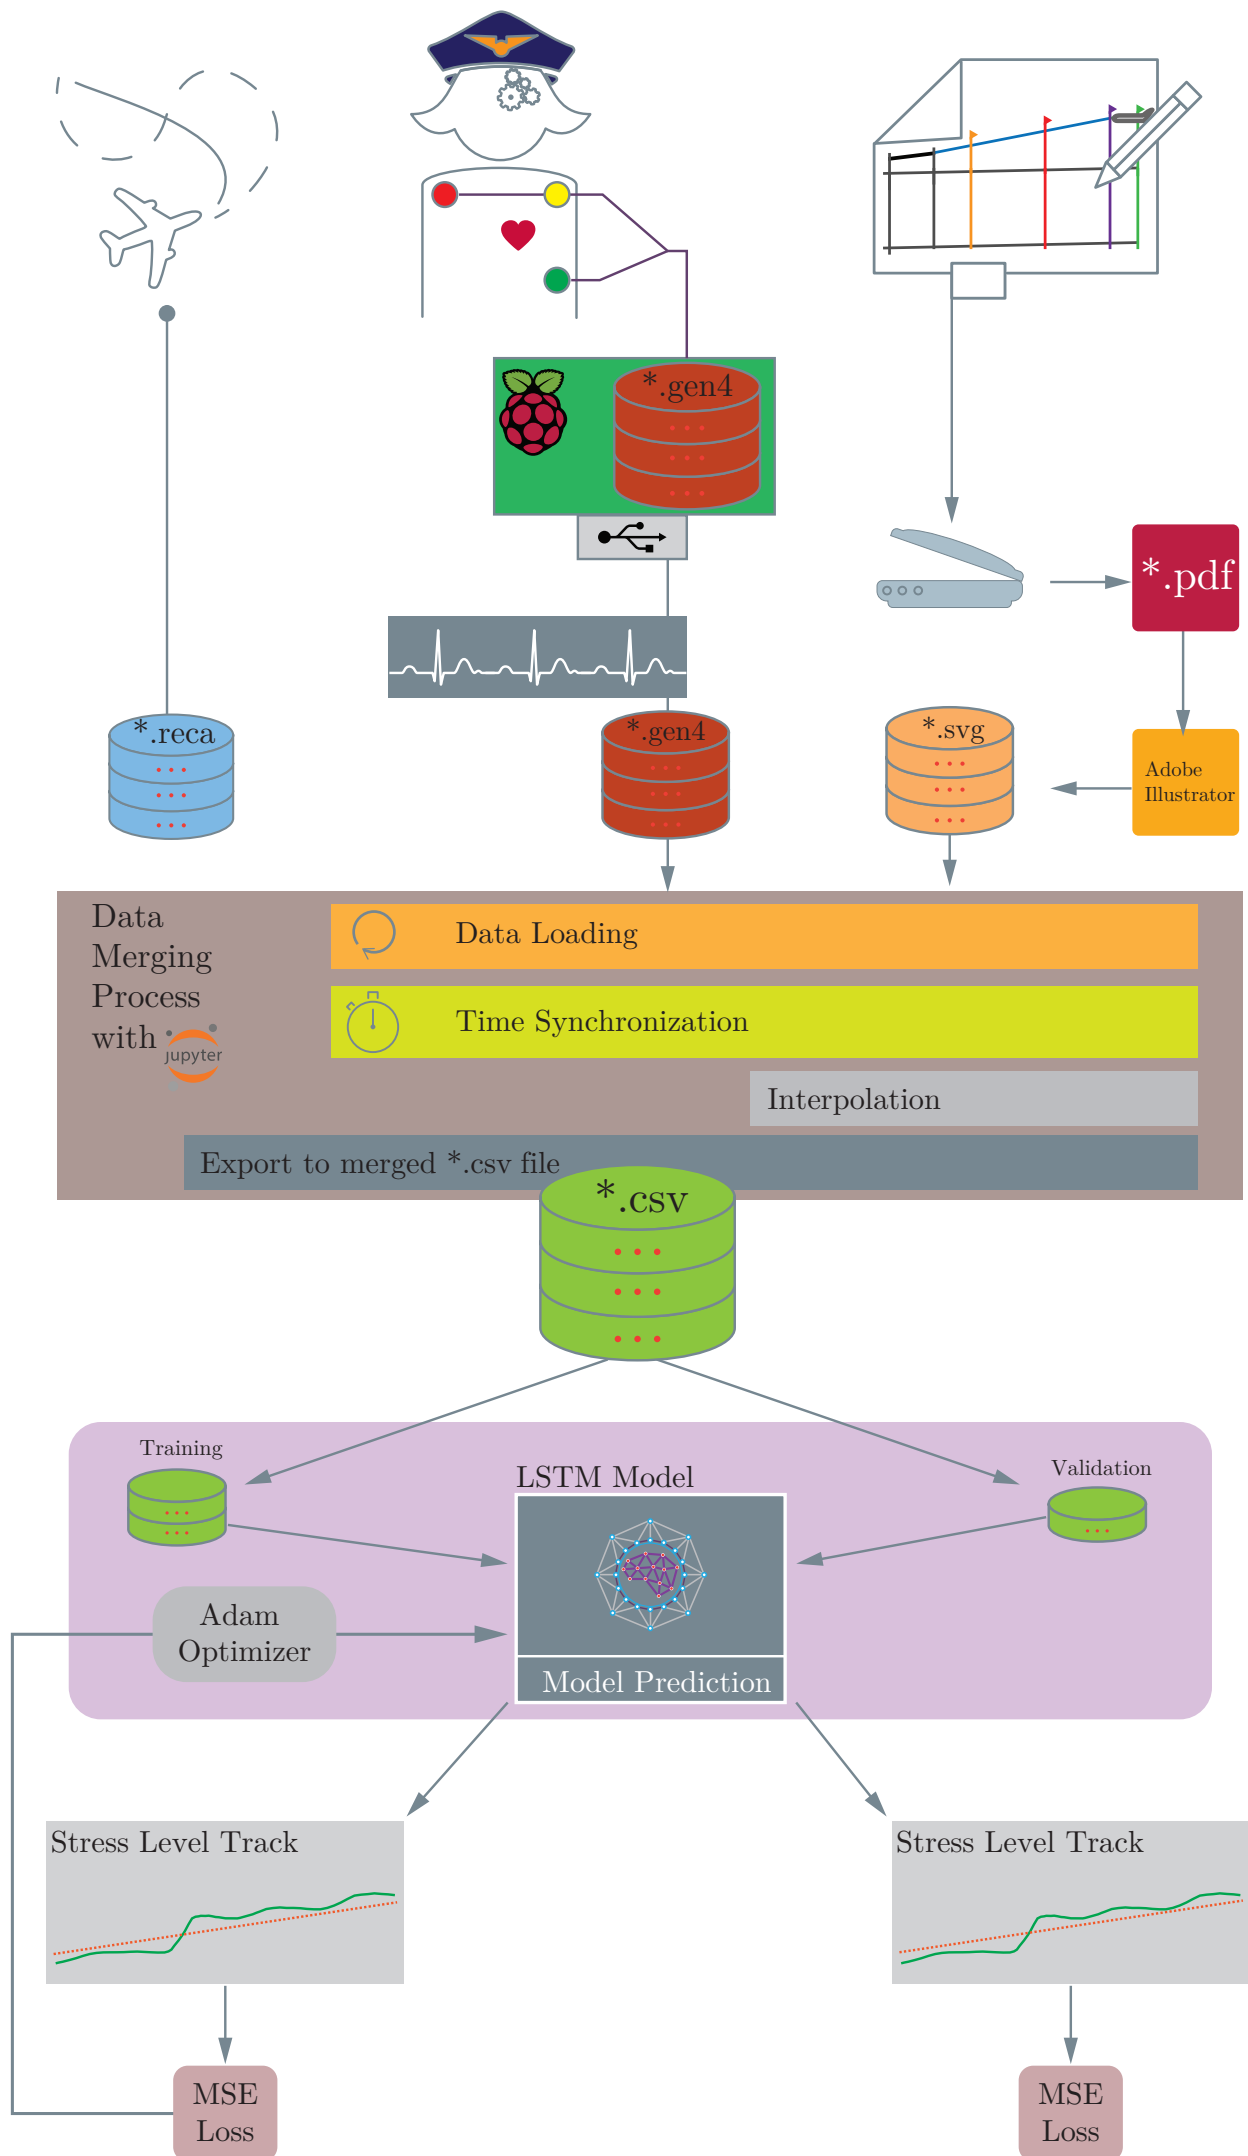 *.gen4
*.pdf
*.reca
*.gen4
*.svg
Adobe
Illustrator
Data
Merging
Process
with
jupyter
Data Loading
Time Synchronization
Interpolation
Export to merged *.csv file
*.csv
Training
LSTM Model
Validation
Adam
Optimizer
Model Prediction
Stress Level Track
Stress Level Track
MSE
Loss
MSE
Loss